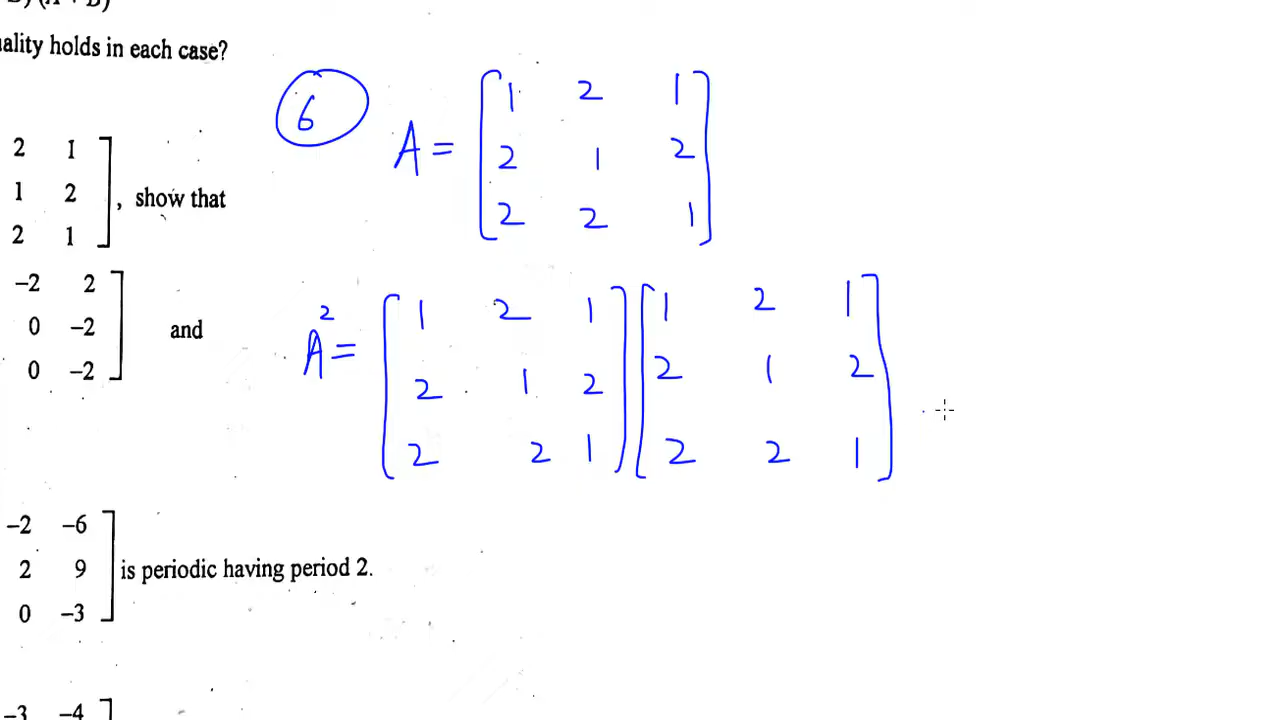 uality holds in each case?
6
A = [ 1 2 1
2 1 2
2 2 1 ]
2 1
1 2
2 1 ] , show that
-2 2
0 -2
0 -2 ] and
A² = [ 1 2 1
2 1 2
2 2 1 ] [ 1 2 1
2 1 2
2 2 1 ]
-2 -6
2 9
0 -3 ] is periodic having period 2.
-3 -4